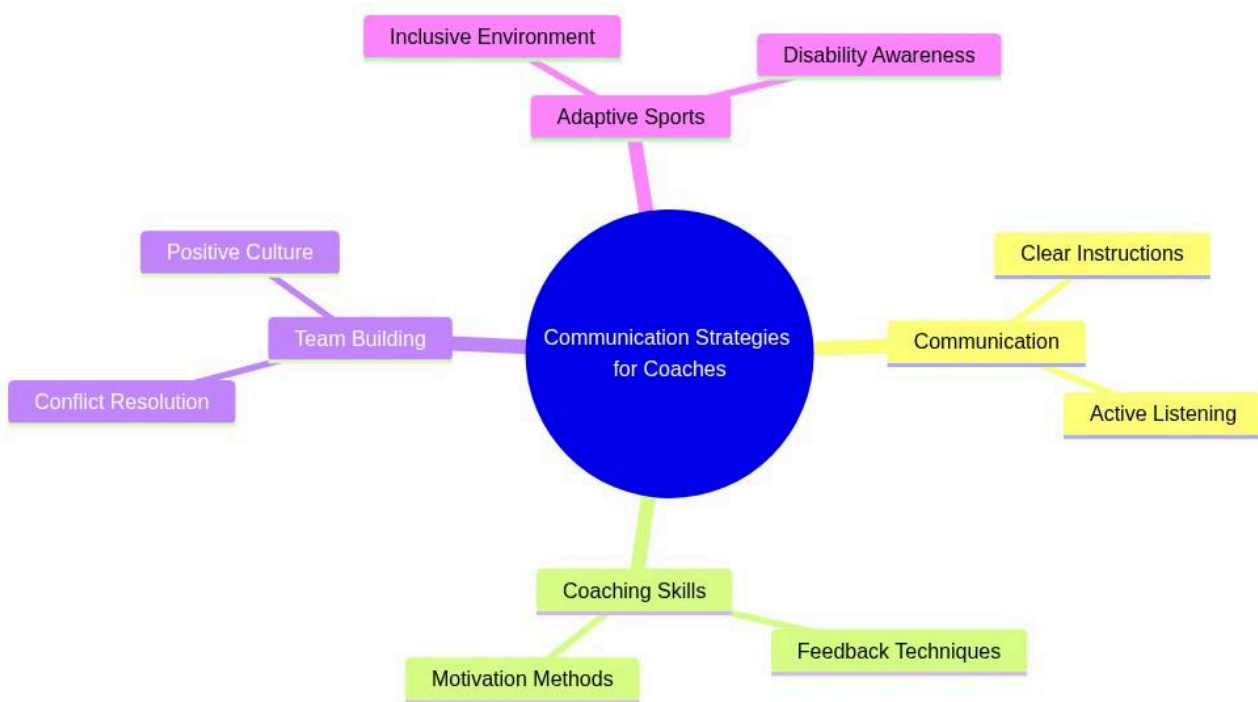 Inclusive Environment
Disability Awareness
Adaptive Sports
Positive Culture
Team Building
Conflict Resolution
Communication Strategies
for Coaches
Clear Instructions
Communication
Active Listening
Coaching Skills
Motivation Methods
Feedback Techniques